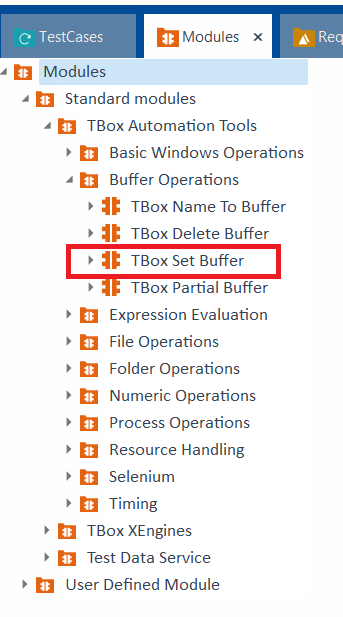 TestCases
Modules ×
Req
Modules
Standard modules
TBox Automation Tools
Basic Windows Operations
Buffer Operations
TBox Name To Buffer
TBox Delete Buffer
TBox Set Buffer
TBox Partial Buffer
Expression Evaluation
File Operations
Folder Operations
Numeric Operations
Process Operations
Resource Handling
Selenium
Timing
TBox XEngines
Test Data Service
User Defined Module